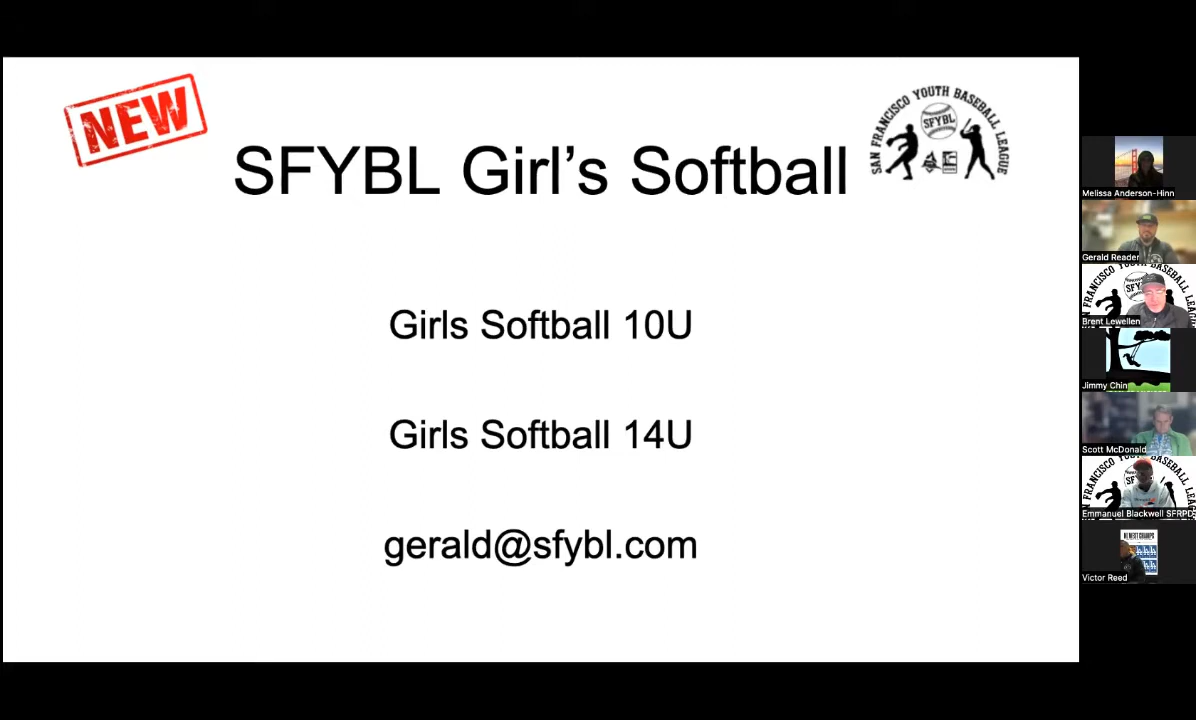 NEW
SFYBL Girl’s Softball
SAN FRANCISCO YOUTH BASEBALL LEAGUE
SFYBL
Girls Softball 10U
Girls Softball 14U
gerald@sfybl.com
Melissa Anderson-Hinn
Gerald Reader
Brent Lewellen
Jimmy Chin
Scott McDonald
Emmanuel Blackwell SFRPD
Victor Reed